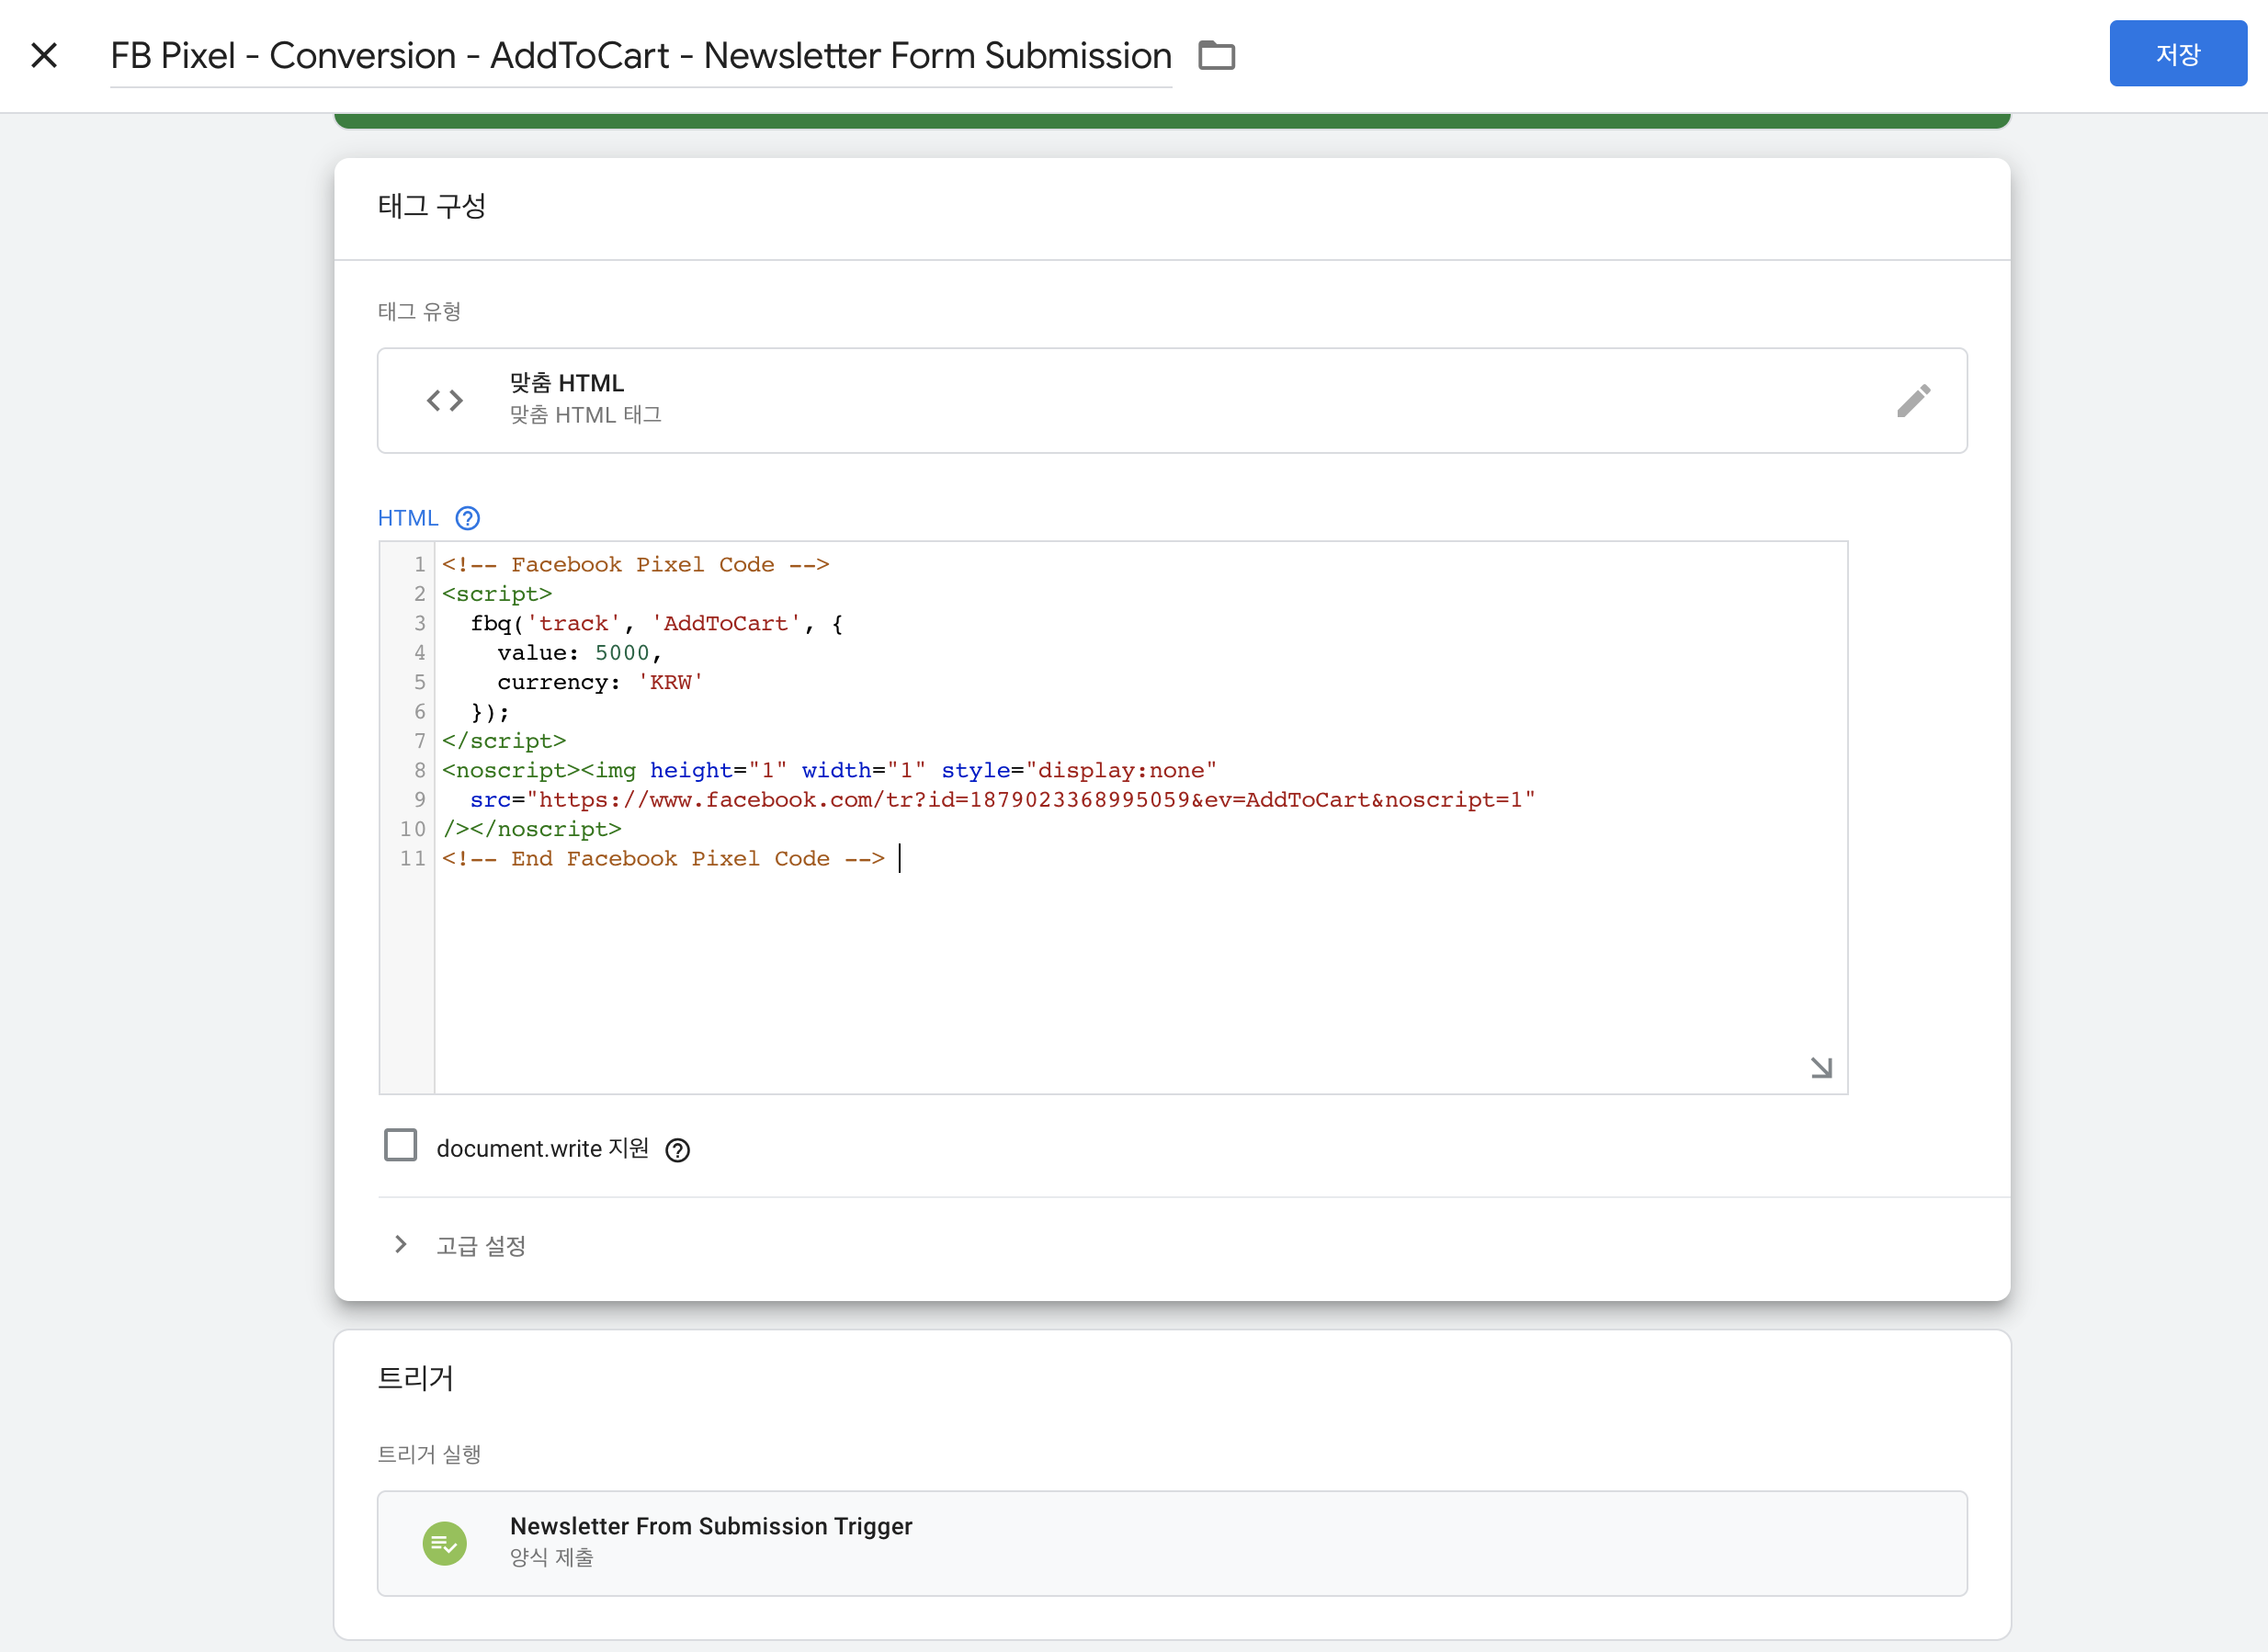 FB Pixel - Conversion - AddToCart - Newsletter Form Submission
저장
태그 구성
태그 유형
맞춤 HTML
맞춤 HTML 태그
HTML
1 <!-- Facebook Pixel Code -->
2 <script>
3   fbq('track', 'AddToCart', {
4     value: 5000,
5     currency: 'KRW'
6   });
7 </script>
8 <noscript><img height="1" width="1" style="display:none"
9   src="https://www.facebook.com/tr?id=1879023368995059&ev=AddToCart&noscript=1"
10 /></noscript>
11 <!-- End Facebook Pixel Code -->
document.write 지원
고급 설정
트리거
트리거 실행
Newsletter From Submission Trigger
양식 제출